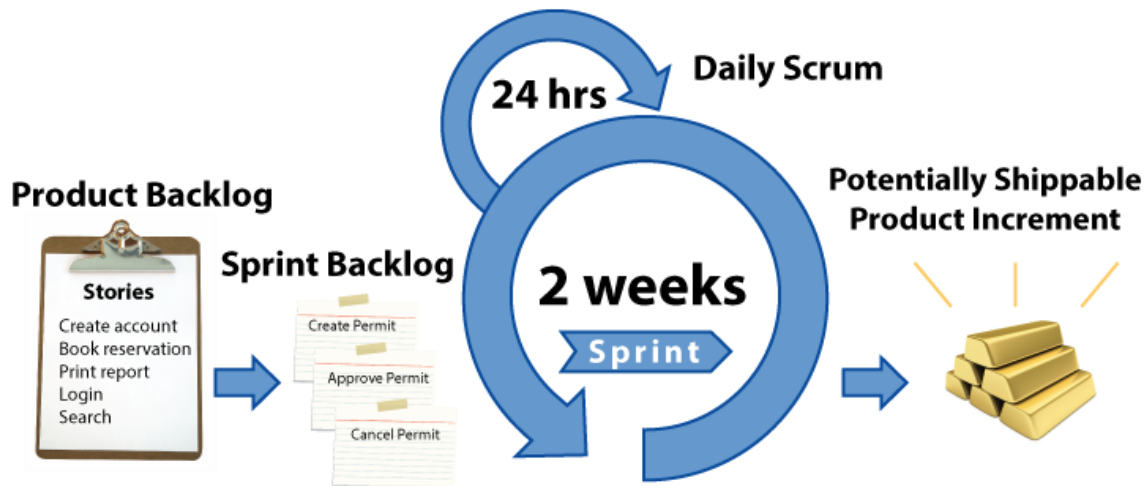 Product Backlog
Stories
Create account
Book reservation
Print report
Login
Search
Sprint Backlog
Create Permit
Approve Permit
Cancel Permit
24 hrs
Daily Scrum
2 weeks
Sprint
Potentially Shippable
Product Increment